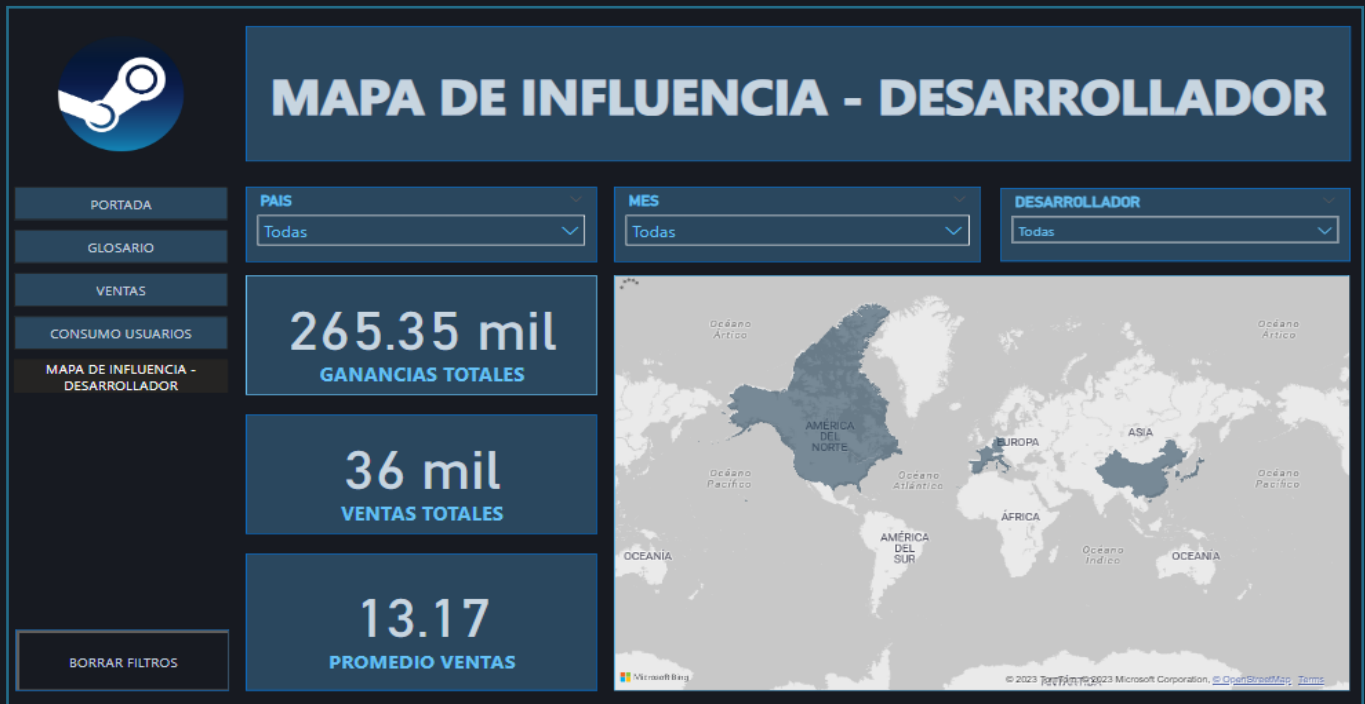 MAPA DE INFLUENCIA - DESARROLLADOR
PORTADA
GLOSARIO
VENTAS
CONSUMO USUARIOS
MAPA DE INFLUENCIA -
DESARROLLADOR
BORRAR FILTROS
PAIS
Todas
MES
Todas
DESARROLLADOR
Todas
265.35 mil
GANANCIAS TOTALES
36 mil
VENTAS TOTALES
13.17
PROMEDIO VENTAS
Océano
Ártico
Océano
Ártico
AMÉRICA
DEL
NORTE
EUROPA
ASIA
Océano
Pacífico
Océano
Atlántico
Océano
Pacífico
ÁFRICA
AMÉRICA
DEL
SUR
OCEANÍA
Océano
Índico
OCEANÍA
Microsoft Bing
© 2023 TomTom, © 2023 Microsoft Corporation, © OpenStreetMap Terms